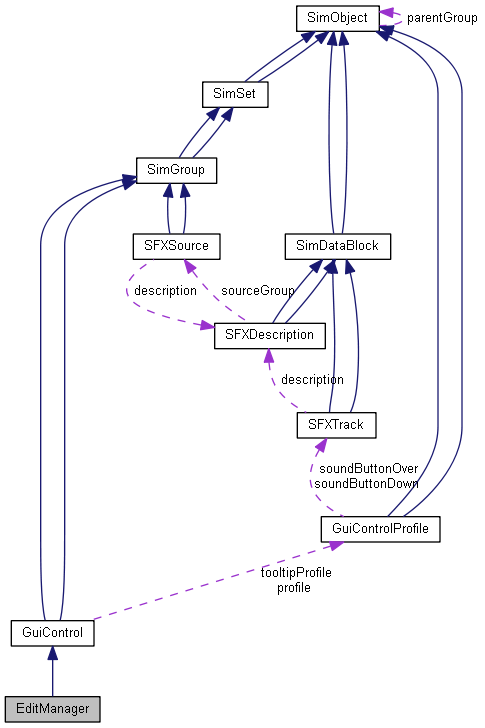 SimObject
parentGroup
SimSet
SimGroup
SFXSource
SimDataBlock
description
sourceGroup
SFXDescription
description
SFXTrack
soundButtonOver
soundButtonDown
GuiControlProfile
tooltipProfile
profile
GuiControl
EditManager